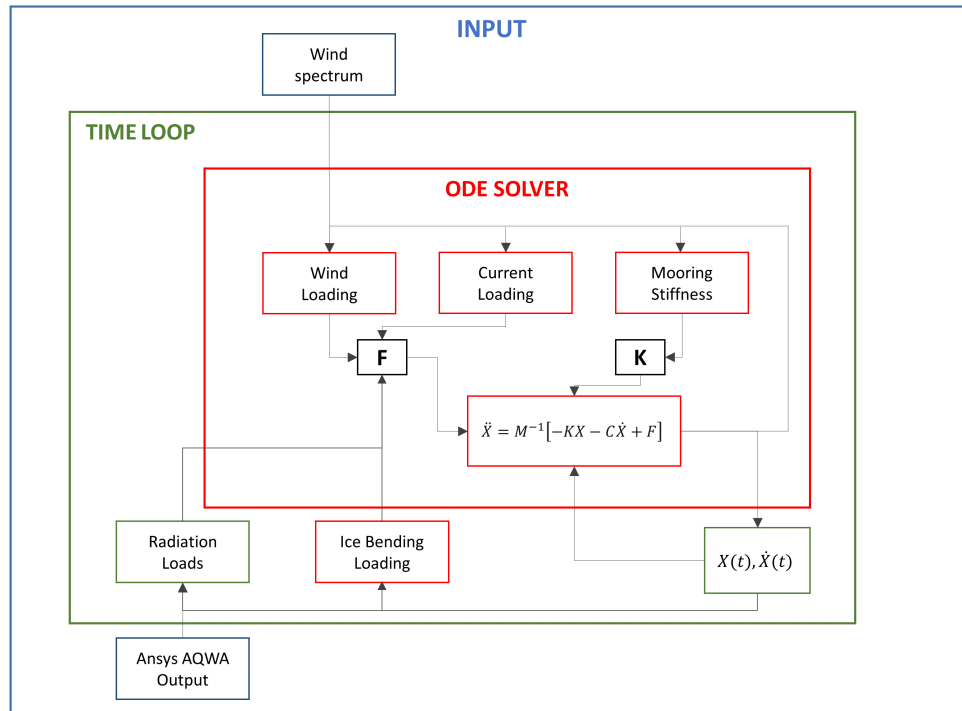 INPUT
Wind
spectrum
TIME LOOP
ODE SOLVER
Wind
Loading
Current
Loading
Mooring
Stiffness
F
K
Ẍ = M⁻¹[−KX − CẊ + F]
Radiation
Loads
Ice Bending
Loading
X(t), Ẋ(t)
Ansys AQWA
Output